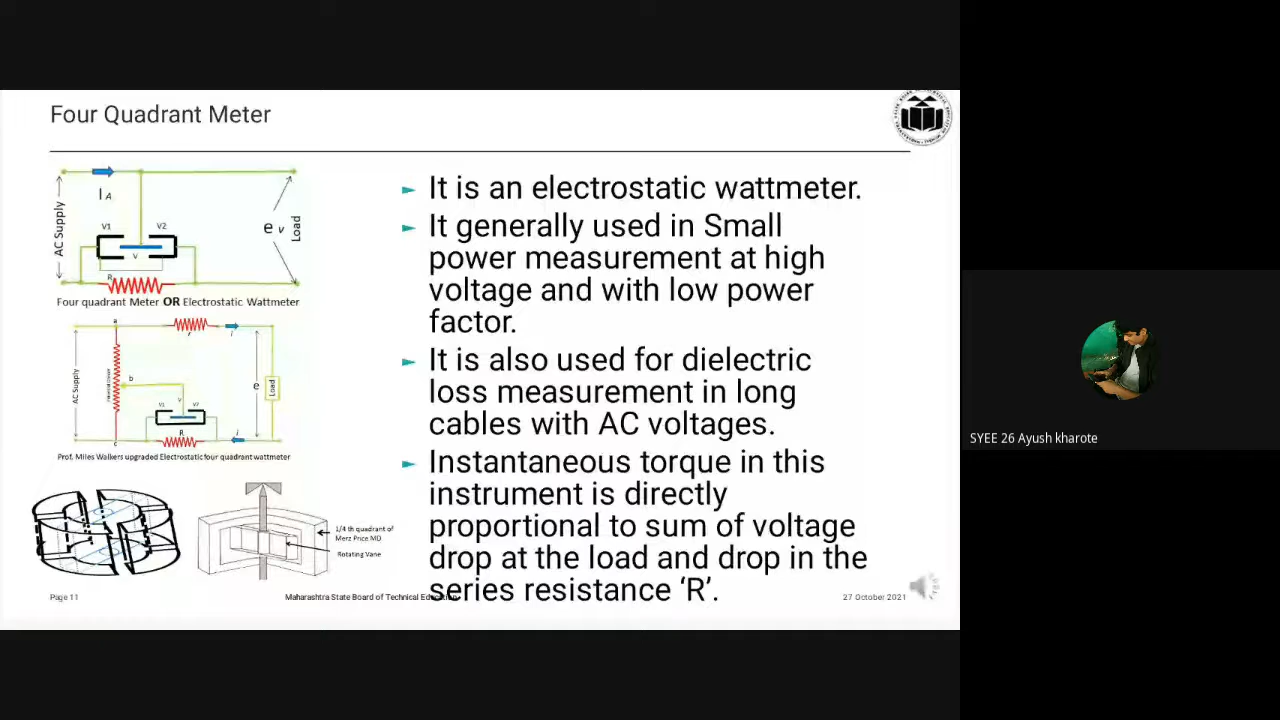 Four Quadrant Meter
I A
AC Supply
V1
V2
V
R
e v
Load
Four quadrant Meter OR Electrostatic Wattmeter
a
r
i
AC Supply
b
e
Load
V
V1
V2
R
i
c
Prof. Miles Walkers upgraded Electrostatic four quadrant wattmeter
1/4 th quadrant of
Merz Price MD
Rotating Vane
► It is an electrostatic wattmeter.
► It generally used in Small
power measurement at high
voltage and with low power
factor.
► It is also used for dielectric
loss measurement in long
cables with AC voltages.
► Instantaneous torque in this
instrument is directly
proportional to sum of voltage
drop at the load and drop in the
series resistance ‘R’.
Page 11
Maharashtra State Board of Technical Education
27 October 2021
SYEE 26 Ayush kharote